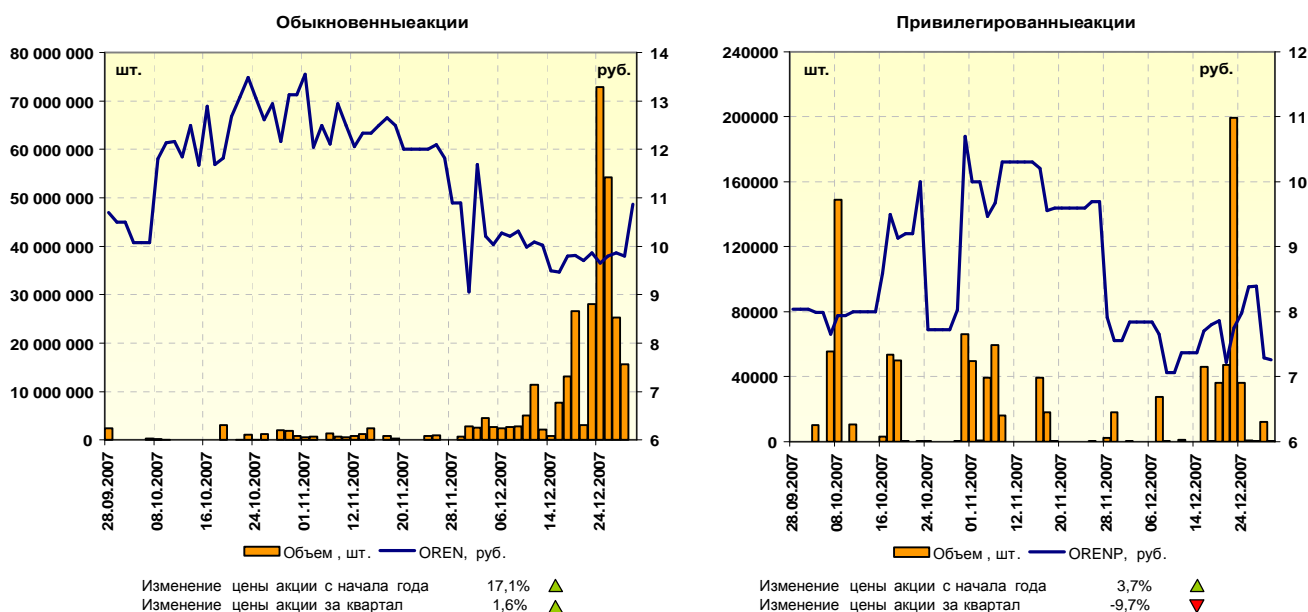 Обыкновенныеакции
80 000 000
70 000 000
60 000 000
50 000 000
40 000 000
30 000 000
20 000 000
10 000 000
0
шт.
руб.
14
13
12
11
10
9
8
7
6
28.09.2007
08.10.2007
16.10.2007
24.10.2007
01.11.2007
12.11.2007
20.11.2007
28.11.2007
06.12.2007
14.12.2007
24.12.2007
Объем , шт.
OREN, руб.
Изменение цены акции с начала года 17,1%
Изменение цены акции за квартал 1,6%
Привилегированныеакции
240000
200000
160000
120000
80000
40000
0
шт.
руб.
12
11
10
9
8
7
6
28.09.2007
08.10.2007
16.10.2007
24.10.2007
01.11.2007
12.11.2007
20.11.2007
28.11.2007
06.12.2007
14.12.2007
24.12.2007
Объем , шт.
ORENP, руб.
Изменение цены акции с начала года 3,7%
Изменение цены акции за квартал -9,7%